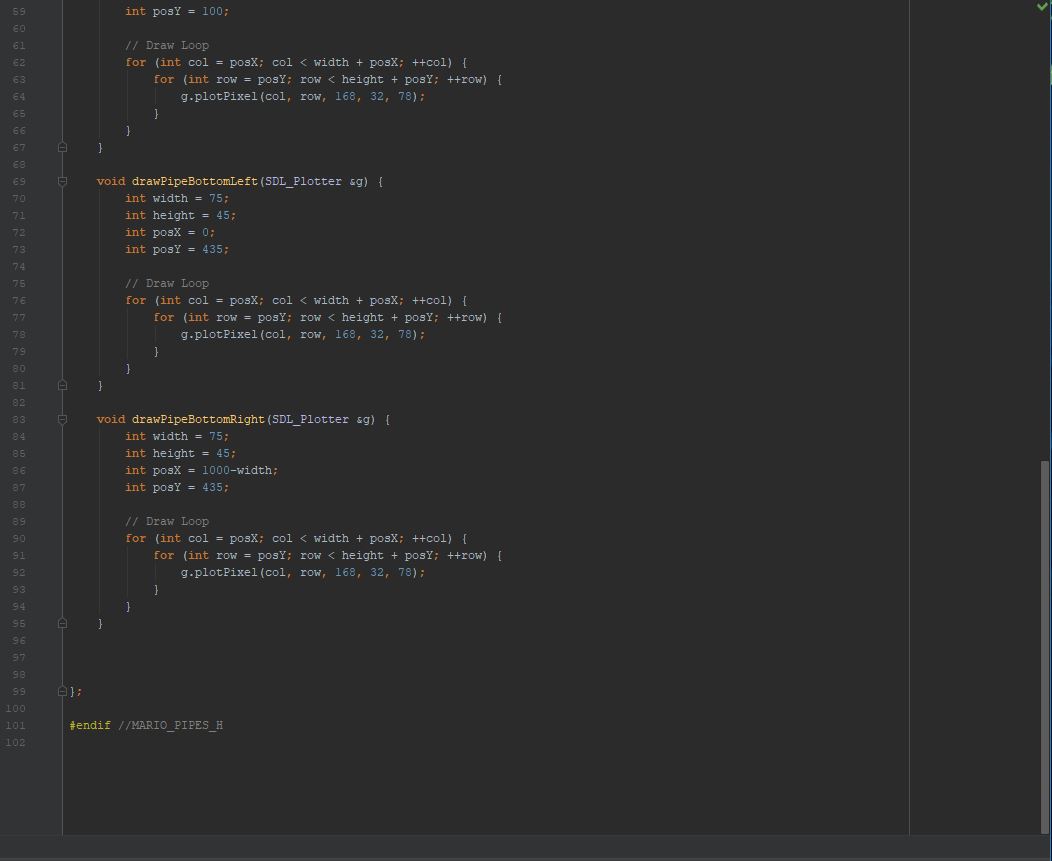 59 int posY = 100;
60
61 // Draw Loop
62 for (int col = posX; col < width + posX; ++col) {
63 for (int row = posY; row < height + posY; ++row) {
64 g.plotPixel(col, row, 168, 32, 78);
65 }
66 }
67 }
68
69 void drawPipeBottomLeft(SDL_Plotter &g) {
70 int width = 75;
71 int height = 45;
72 int posX = 0;
73 int posY = 435;
74
75 // Draw Loop
76 for (int col = posX; col < width + posX; ++col) {
77 for (int row = posY; row < height + posY; ++row) {
78 g.plotPixel(col, row, 168, 32, 78);
79 }
80 }
81 }
82
83 void drawPipeBottomRight(SDL_Plotter &g) {
84 int width = 75;
85 int height = 45;
86 int posX = 1000-width;
87 int posY = 435;
88
89 // Draw Loop
90 for (int col = posX; col < width + posX; ++col) {
91 for (int row = posY; row < height + posY; ++row) {
92 g.plotPixel(col, row, 168, 32, 78);
93 }
94 }
95 }
96
97
98
99 };
100
101 #endif //MARIO_PIPES_H
102